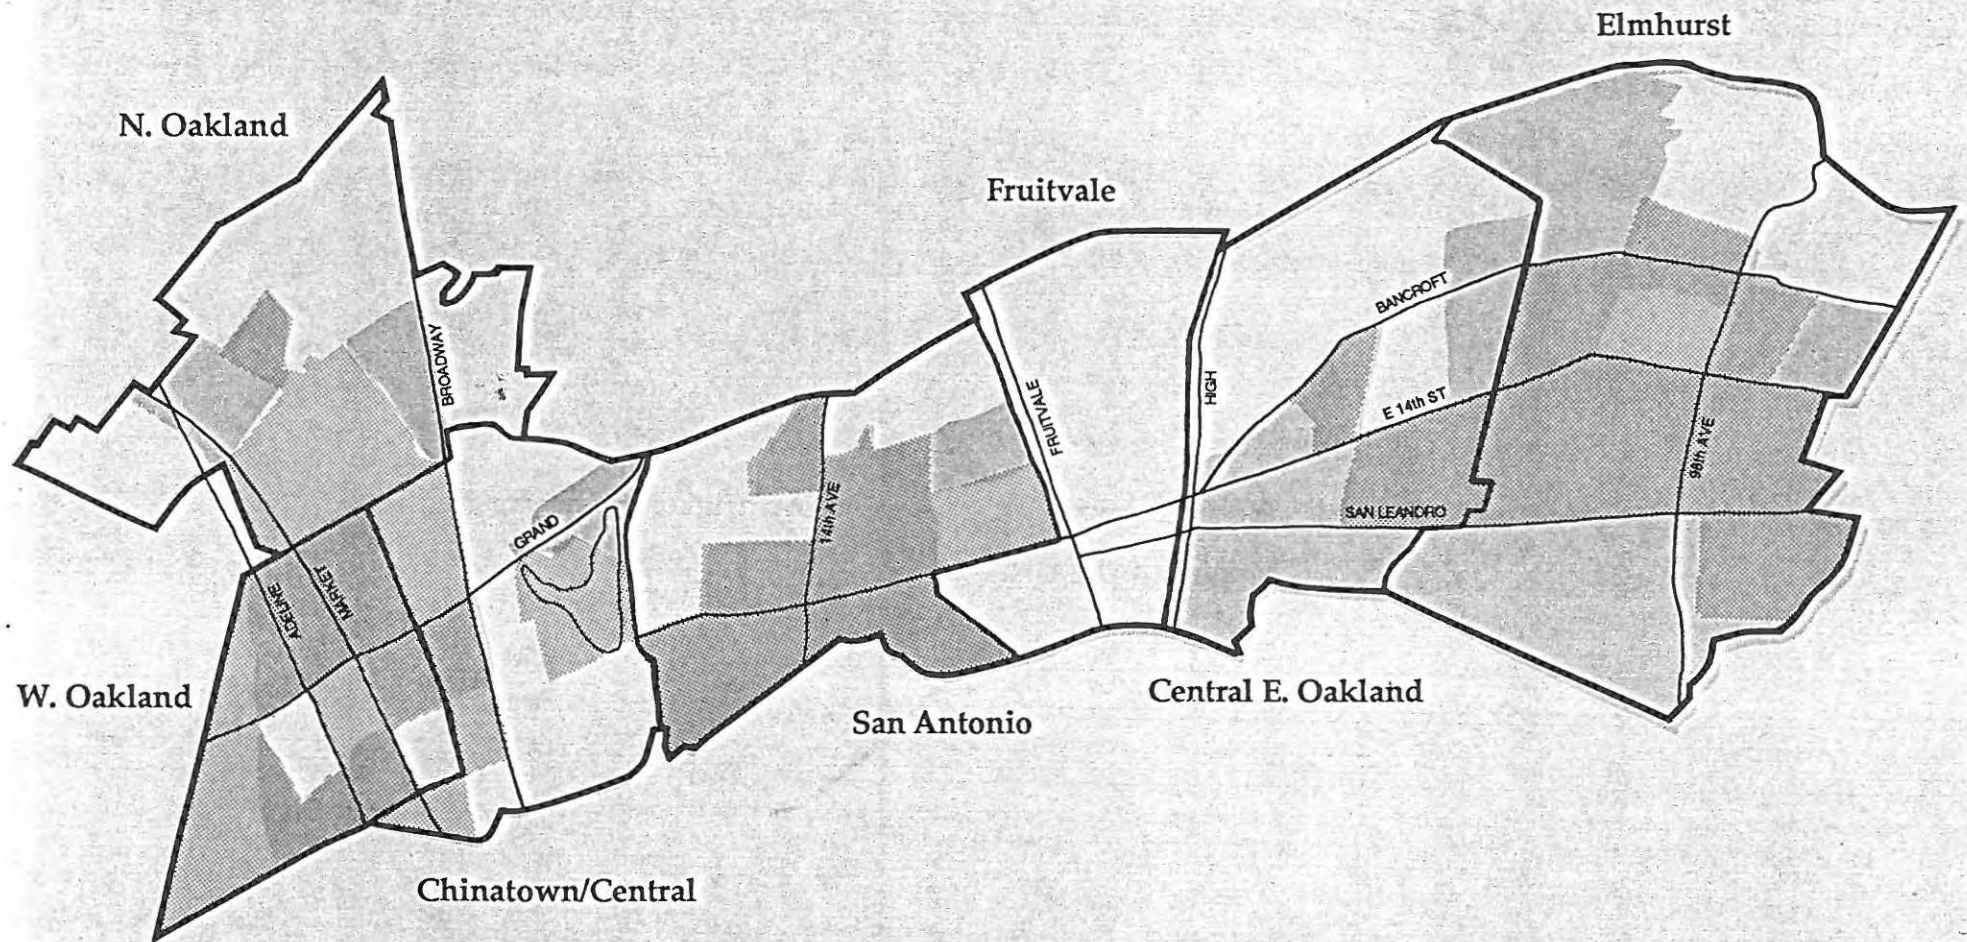 Elmhurst
N. Oakland
Fruitvale
BROADWAY
BANCROFT
FRUITVALE
HIGH
E 14th ST
98th AVE
GRAND
14th AVE
SAN LEANDRO
ADELINE
MARKET
W. Oakland
Central E. Oakland
San Antonio
Chinatown/Central